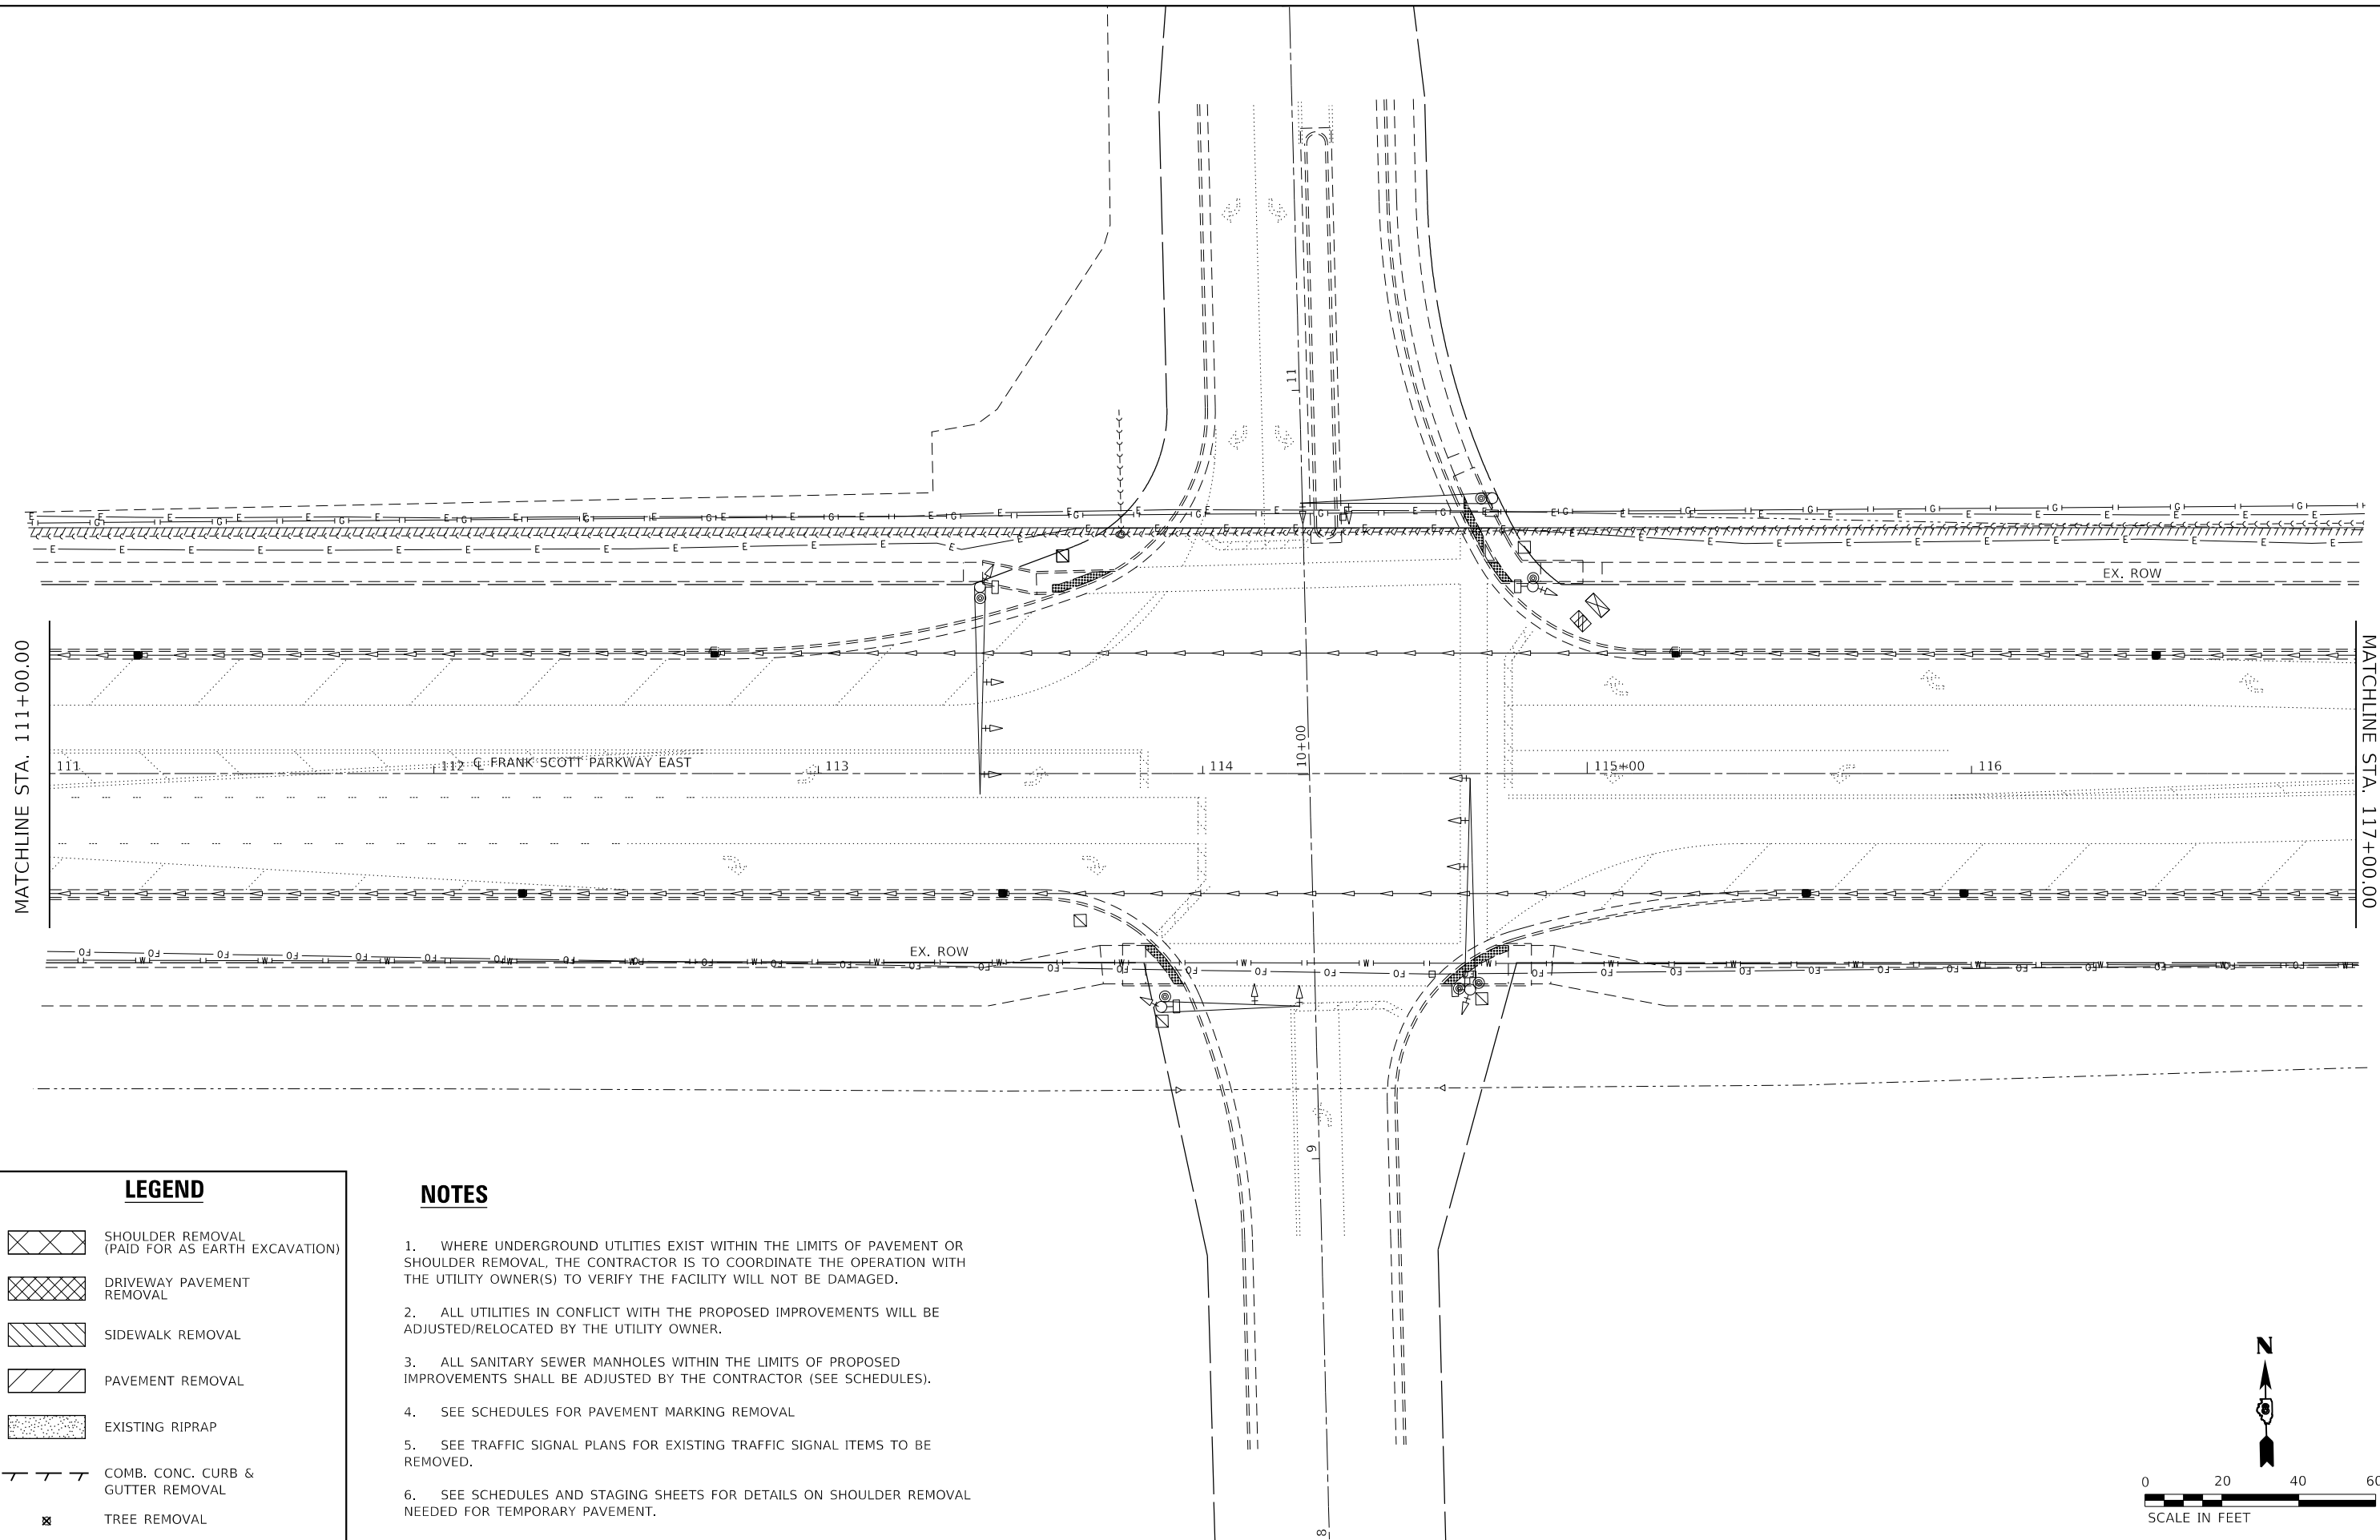 11
EX. ROW
MATCHLINE STA. 111+00.00
MATCHLINE STA. 117+00.00
10+00
111
112
℄ FRANK SCOTT PARKWAY EAST
113
114
115+00
116
EX. ROW
9
8
LEGEND
SHOULDER REMOVAL
(PAID FOR AS EARTH EXCAVATION)
DRIVEWAY PAVEMENT
REMOVAL
SIDEWALK REMOVAL
PAVEMENT REMOVAL
EXISTING RIPRAP
COMB. CONC. CURB &
GUTTER REMOVAL
TREE REMOVAL
NOTES
1. WHERE UNDERGROUND UTLITIES EXIST WITHIN THE LIMITS OF PAVEMENT OR
SHOULDER REMOVAL, THE CONTRACTOR IS TO COORDINATE THE OPERATION WITH
THE UTILITY OWNER(S) TO VERIFY THE FACILITY WILL NOT BE DAMAGED.
2. ALL UTILITIES IN CONFLICT WITH THE PROPOSED IMPROVEMENTS WILL BE
ADJUSTED/RELOCATED BY THE UTILITY OWNER.
3. ALL SANITARY SEWER MANHOLES WITHIN THE LIMITS OF PROPOSED
IMPROVEMENTS SHALL BE ADJUSTED BY THE CONTRACTOR (SEE SCHEDULES).
4. SEE SCHEDULES FOR PAVEMENT MARKING REMOVAL
5. SEE TRAFFIC SIGNAL PLANS FOR EXISTING TRAFFIC SIGNAL ITEMS TO BE
REMOVED.
6. SEE SCHEDULES AND STAGING SHEETS FOR DETAILS ON SHOULDER REMOVAL
NEEDED FOR TEMPORARY PAVEMENT.
N
0 20 40 60
SCALE IN FEET